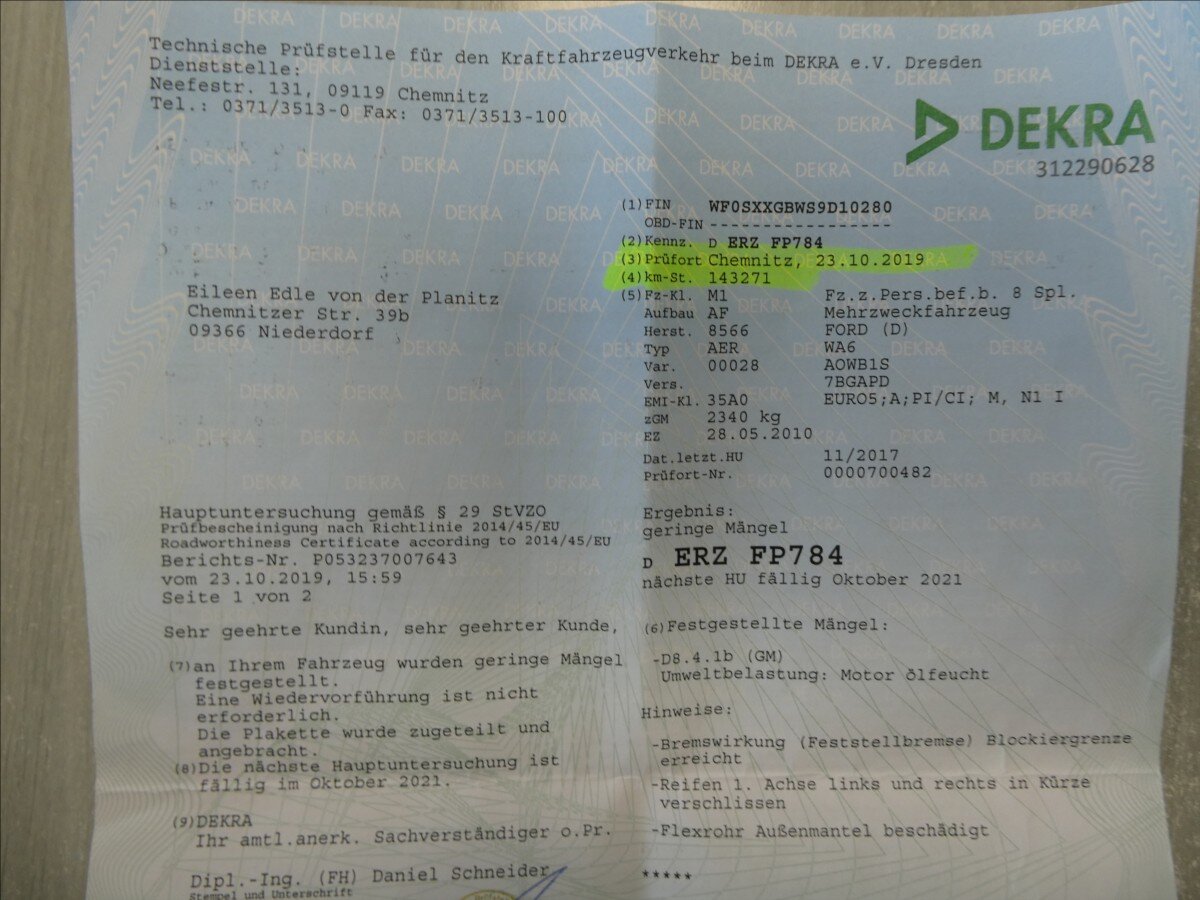 Technische Prüfstelle für den Kraftfahrzeugverkehr beim DEKRA e.V. Dresden
Dienststelle:
Neefestr. 131, 09119 Chemnitz
Tel.: 0371/3513-0 Fax: 0371/3513-100
DEKRA
312290628
(1)FIN WF0SXXGBWS9D10280
OBD-FIN -----------------
(2)Kennz. D ERZ FP784
(3)Prüfort Chemnitz, 23.10.2019
(4)km-St. 143271
(5)Fz-Kl. M1 Fz.z.Pers.bef.b. 8 Spl.
Aufbau AF Mehrzweckfahrzeug
Herst. 8566 FORD (D)
Typ AER WA6
Var. 00028 AOWB1S
Vers. 7BGAPD
EMI-Kl. 35A0 EURO5;A;PI/CI; M, N1 I
zGM 2340 kg
EZ 28.05.2010
Dat.letzt.HU 11/2017
Prüfort-Nr. 0000700482
Eileen Edle von der Planitz
Chemnitzer Str. 39b
09366 Niederdorf
Hauptuntersuchung gemäß § 29 StVZO
Prüfbescheinigung nach Richtlinie 2014/45/EU
Roadworthiness Certificate according to 2014/45/EU
Berichts-Nr. P053237007643
vom 23.10.2019, 15:59
Seite 1 von 2
Ergebnis:
geringe Mängel
D ERZ FP784
nächste HU fällig Oktober 2021
Sehr geehrte Kundin, sehr geehrter Kunde,
(7)an Ihrem Fahrzeug wurden geringe Mängel
festgestellt.
Eine Wiedervorführung ist nicht
erforderlich.
Die Plakette wurde zugeteilt und
angebracht.
(8)Die nächste Hauptuntersuchung ist
fällig im Oktober 2021.
(9)DEKRA
Ihr amtl.anerk. Sachverständiger o.Pr.
Dipl.-Ing. (FH) Daniel Schneider
Stempel und Unterschrift
(6)Festgestellte Mängel:
-D8.4.1b (GM)
Umweltbelastung: Motor ölfeucht
Hinweise:
-Bremswirkung (Feststellbremse) Blockiergrenze
erreicht
-Reifen 1. Achse links und rechts in Kürze
verschlissen
-Flexrohr Außenmantel beschädigt
*****